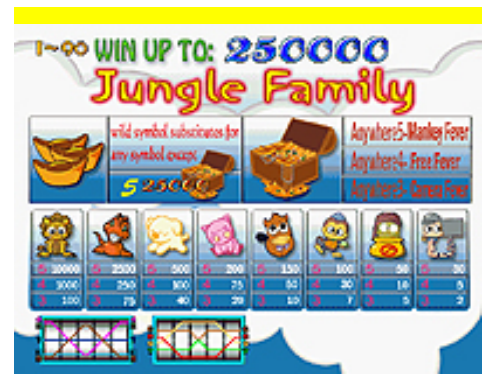 1~90 WIN UP TO: 250000
Jungle Family
wild symbol subsitutes for
any symbol except
5 25000
Anywhere5-Monkey Fever
Anywhere4- Free Fever
Anywhere3- Camera Fever
5 10000 5 2500 5 500 5 200 5 150 5 100 5 50 5 30
4 1000 4 250 4 100 4 75 4 50 4 30 4 10 4 5
3 100 3 75 3 40 3 20 3 10 3 7 3 5 3 2